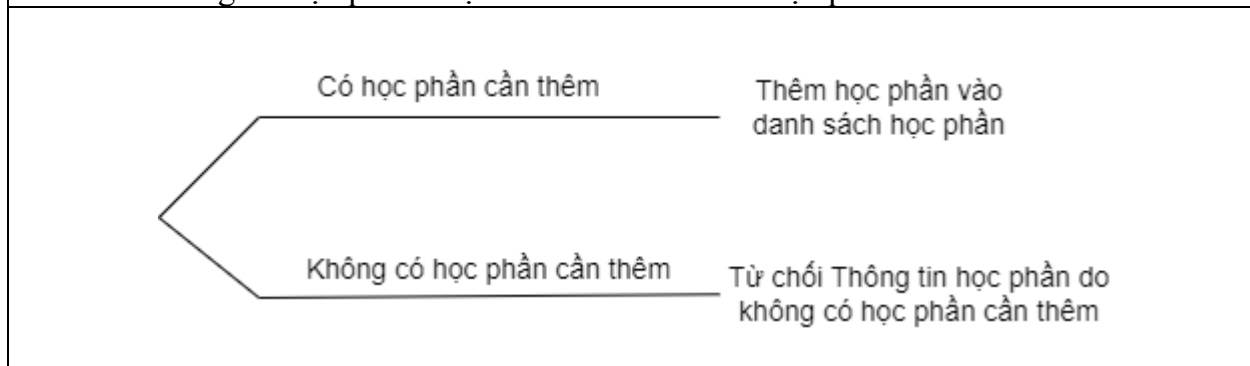 Có học phần cần thêm
Thêm học phần vào
danh sách học phần
Không có học phần cần thêm
Từ chối Thông tin học phần do
không có học phần cần thêm